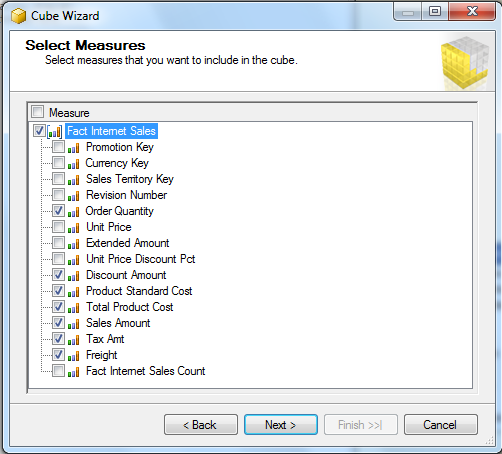 Cube Wizard
Select Measures
Select measures that you want to include in the cube.
Measure
Fact Internet Sales
Promotion Key
Currency Key
Sales Territory Key
Revision Number
Order Quantity
Unit Price
Extended Amount
Unit Price Discount Pct
Discount Amount
Product Standard Cost
Total Product Cost
Sales Amount
Tax Amt
Freight
Fact Internet Sales Count
< Back Next > Finish >>| Cancel